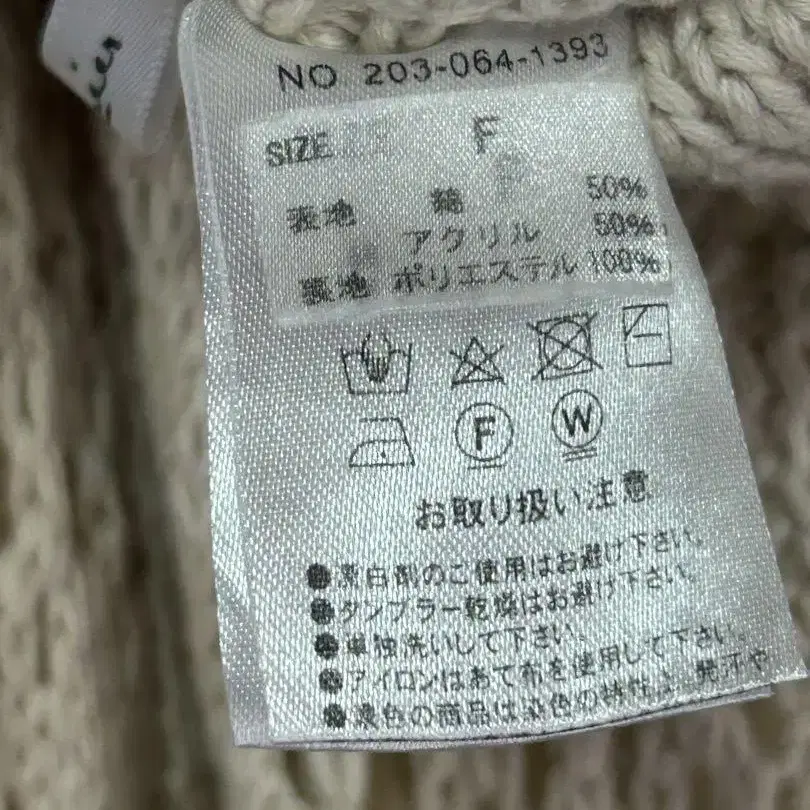 NO 203-064-1393
SIZE F
表地 綿 50%
アクリル 50%
裏地 ポリエステル 100%
F W
お取り扱い注意
●漂白剤のご使用はお避け下さい。
●タンブラー乾燥はお避け下さい。
●単独洗いして下さい。
●アイロンはあて布を使用して下さい。
●濃色の商品は染色の特性上、発汗や